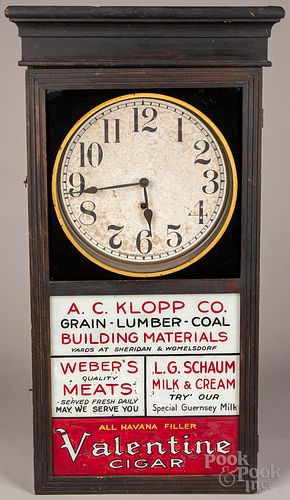 12
11 1
10 2
9 3
8 4
7 5
6
A. C. KLOPP CO.
GRAIN - LUMBER - COAL
BUILDING MATERIALS
YARDS AT SHERIDAN & WOMELSDORF
WEBER'S
QUALITY
MEATS
SERVED FRESH DAILY
MAY WE SERVE YOU
L. G. SCHAUM
MILK & CREAM
TRY OUR
Special Guernsey Milk
ALL HAVANA FILLER
Valentine
CIGAR
Pook
& Pook
Inc.